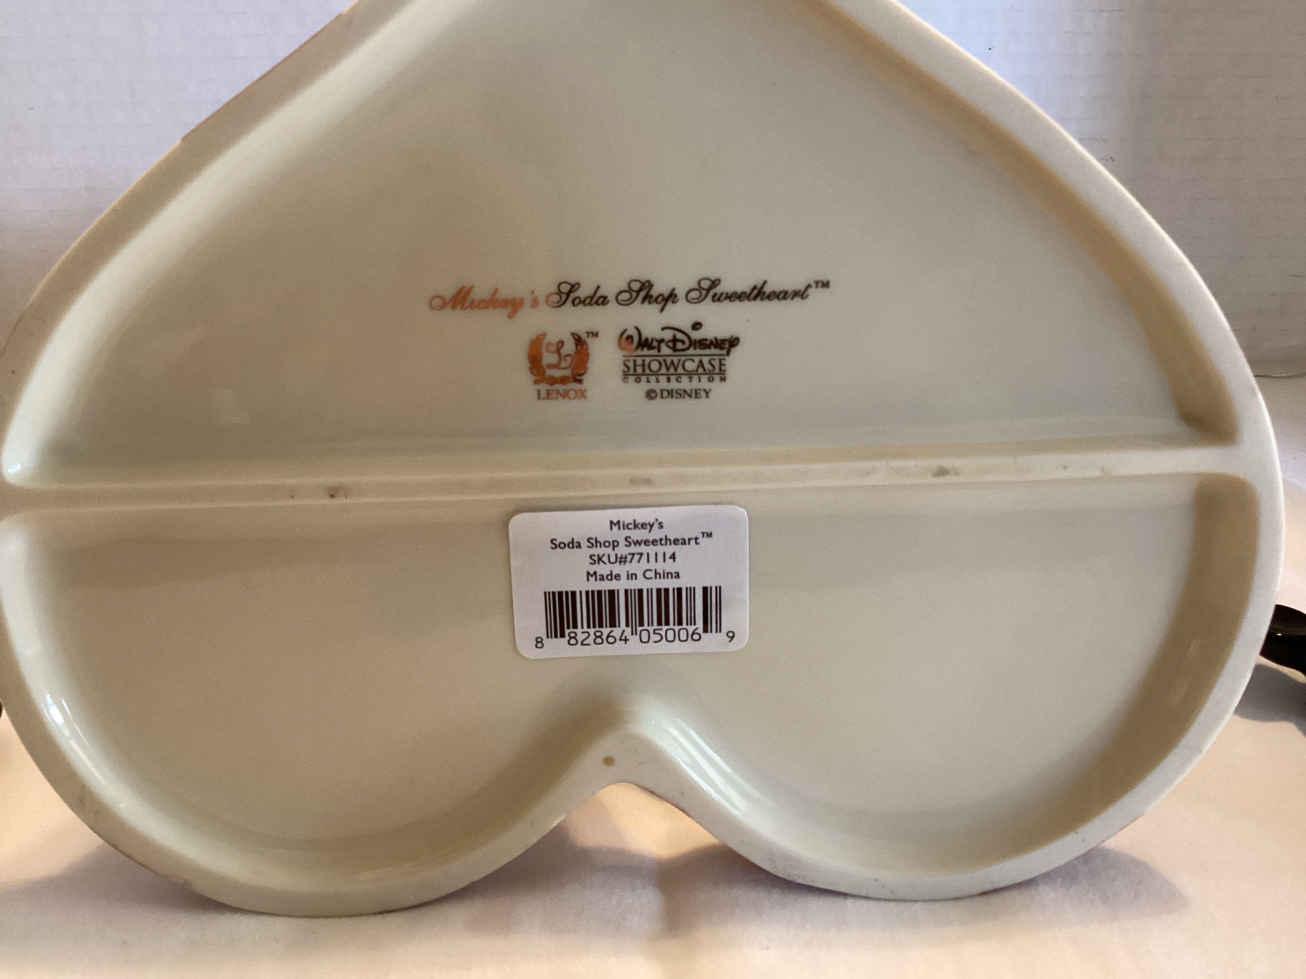 Mickey's Soda Shop Sweetheart™
L™
LENOX
WALT DISNEY
SHOWCASE
COLLECTION
© DISNEY
Mickey's
Soda Shop Sweetheart™
SKU#771114
Made in China
8 82864 05006 9